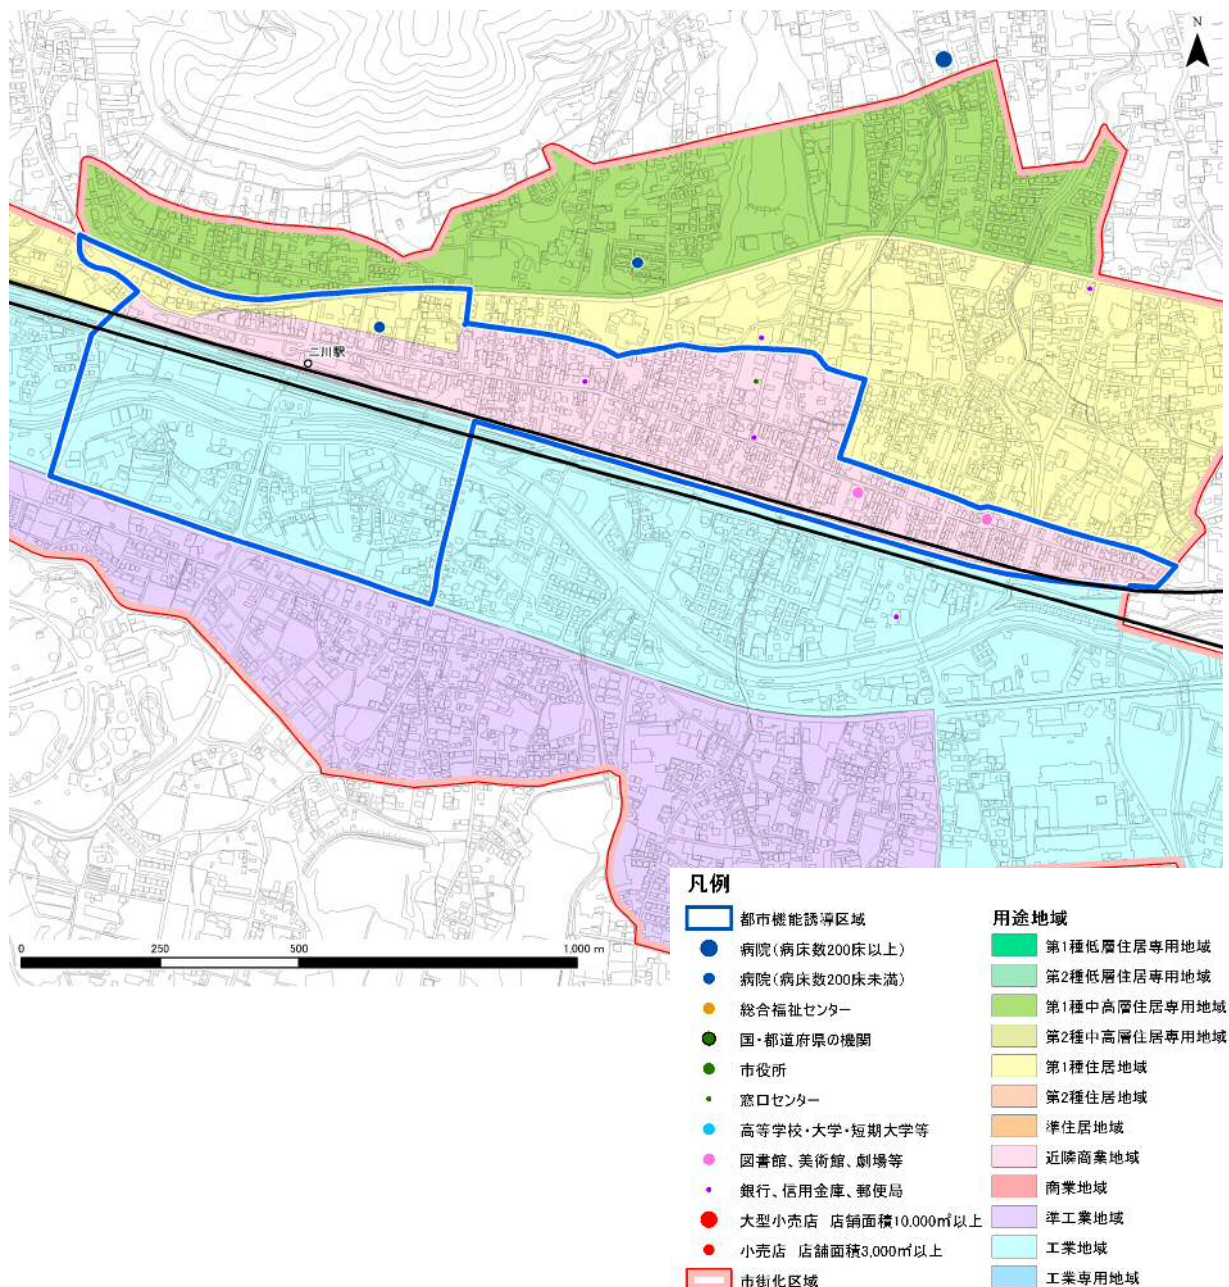 N
二川駅
0 250 500 1,000 m
凡例
都市機能誘導区域
病院(病床数200床以上)
病院(病床数200床未満)
総合福祉センター
国・都道府県の機関
市役所
窓口センター
高等学校・大学・短期大学等
図書館、美術館、劇場等
銀行、信用金庫、郵便局
大型小売店 店舗面積10,000㎡以上
小売店 店舗面積3,000㎡以上
市街化区域
用途地域
第1種低層住居専用地域
第2種低層住居専用地域
第1種中高層住居専用地域
第2種中高層住居専用地域
第1種住居地域
第2種住居地域
準住居地域
近隣商業地域
商業地域
準工業地域
工業地域
工業専用地域